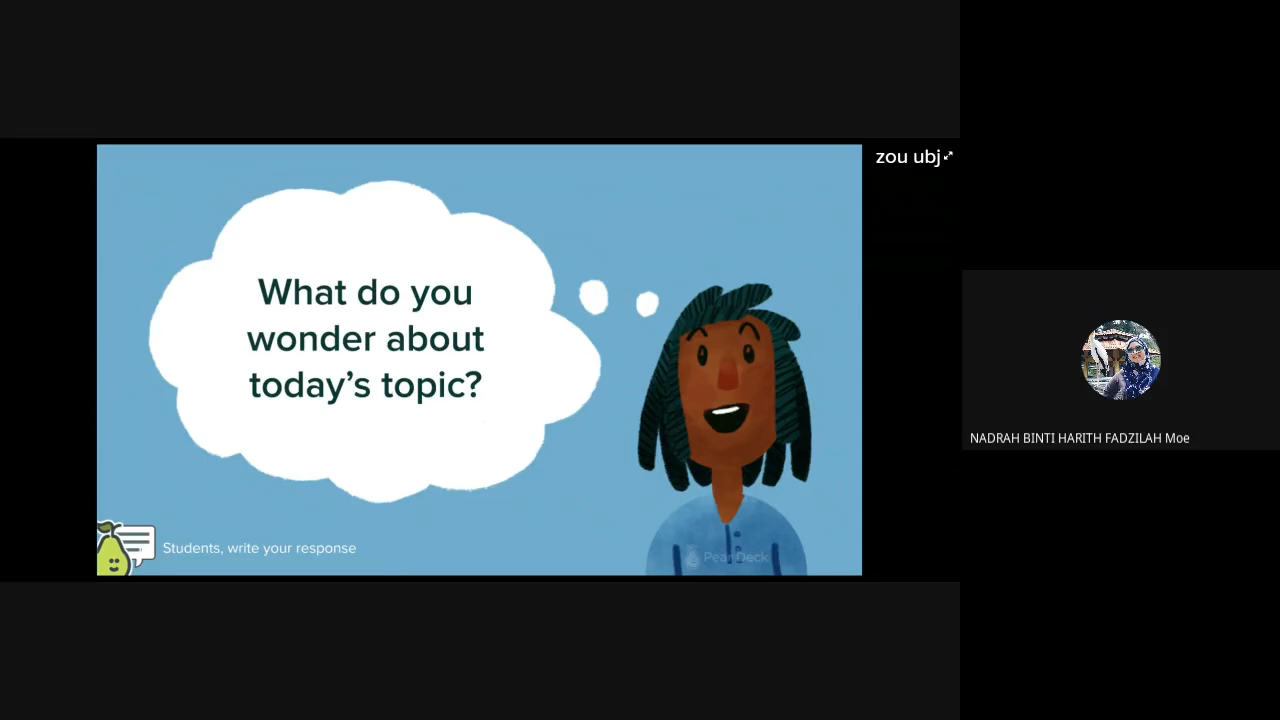 zou ubj
What do you
wonder about
today's topic?
Students, write your response
Pear Deck
NADRAH BINTI HARITH FADZILAH Moe